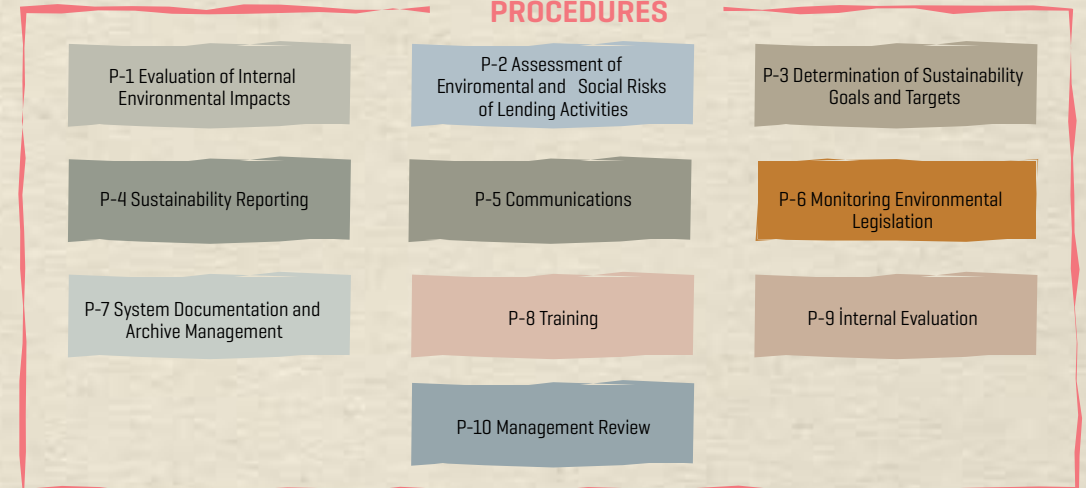 PROCEDURES
P-1 Evaluation of Internal
Environmental Impacts
P-2 Assessment of
Enviromental and   Social Risks
of Lending Activities
P-3 Determination of Sustainability
Goals and Targets
P-4 Sustainability Reporting
P-5 Communications
P-6 Monitoring Environmental
Legislation
P-7 System Documentation and
Archive Management
P-8 Training
P-9 İnternal Evaluation
P-10 Management Review